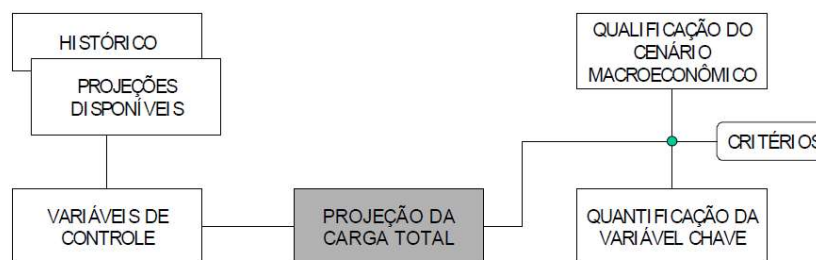 HISTÓRICO
PROJEÇÕES
DISPONÍVEIS
VARIÁVEIS DE
CONTROLE
PROJEÇÃO DA
CARGA TOTAL
QUALIFICAÇÃO DO
CENÁRIO
MACROECONÔMICO
CRITÉRIOS
QUANTIFICAÇÃO DA
VARIÁVEL CHAVE